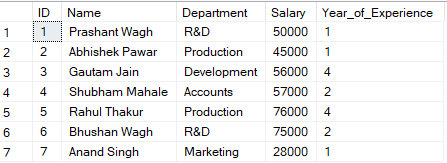 ID Name Department Salary Year_of_Experience
1 1 Prashant Wagh R&D 50000 1
2 2 Abhishek Pawar Production 45000 1
3 3 Gautam Jain Development 56000 4
4 4 Shubham Mahale Accounts 57000 2
5 5 Rahul Thakur Production 76000 4
6 6 Bhushan Wagh R&D 75000 2
7 7 Anand Singh Marketing 28000 1